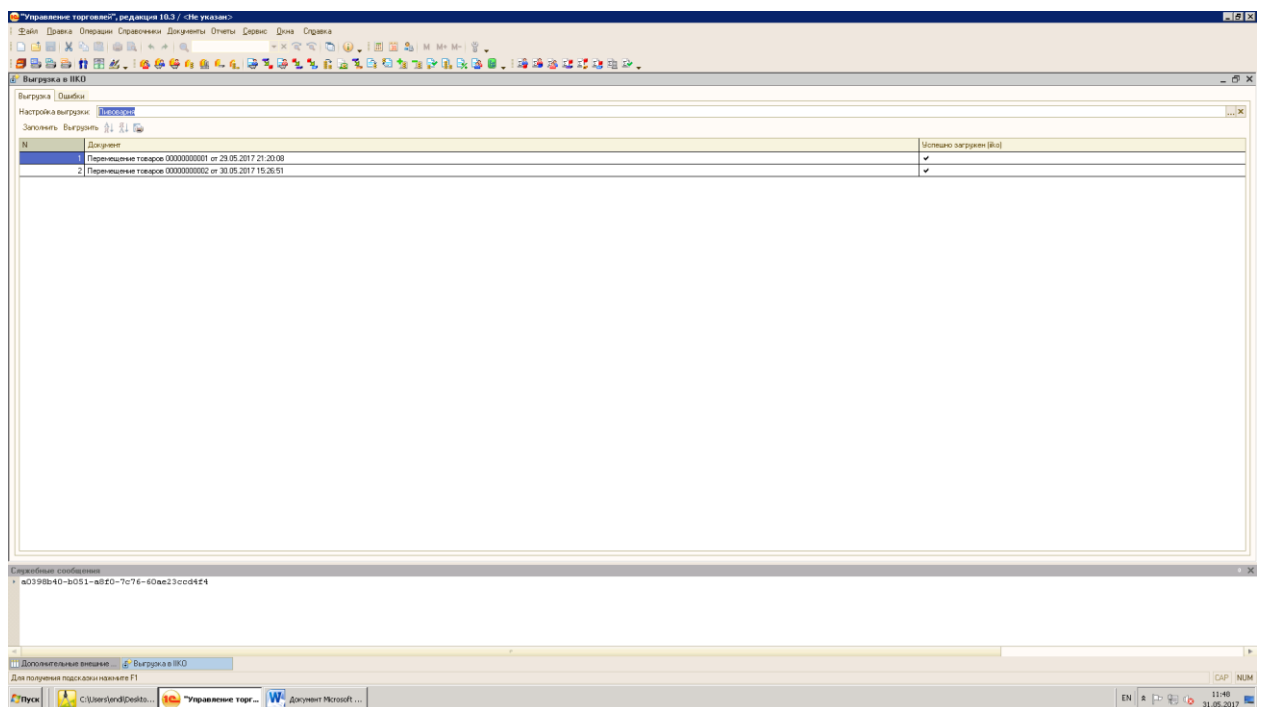 "Управление торговлей", редакция 10.3 / <Не указан>
Файл Правка Операции Справочники Документы Отчеты Сервис Окна Справка
M M+ M-
Выгрузка в IIKO
Выгрузка Ошибки
Настройка выгрузки: Пивоварня
Заполнить Выгрузить
N Документ Успешно загружен (iiko)
1 Перемещение товаров 00000000001 от 29.05.2017 21:20:08
2 Перемещение товаров 00000000002 от 30.05.2017 15:26:51
Служебные сообщения
a0398b40-b051-a8f0-7c76-60ae23ccd4f4
Дополнительные внешние ... Выгрузка в IIKO
Для получения подсказки нажмите F1 CAP NUM
Пуск C:\Users\endi\Deskto... "Управление торг... Документ Microsoft ... EN 11:48
31.05.2017